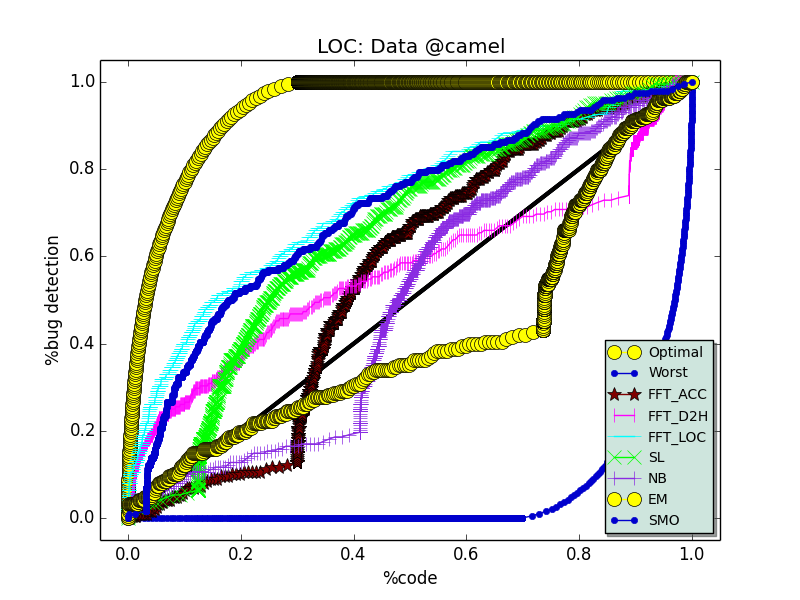 LOC: Data @camel
1.0
0.8
0.6
0.4
0.2
0.0
%bug detection
0.0 0.2 0.4 0.6 0.8 1.0
%code
Optimal
Worst
FFT_ACC
FFT_D2H
FFT_LOC
SL
NB
EM
SMO